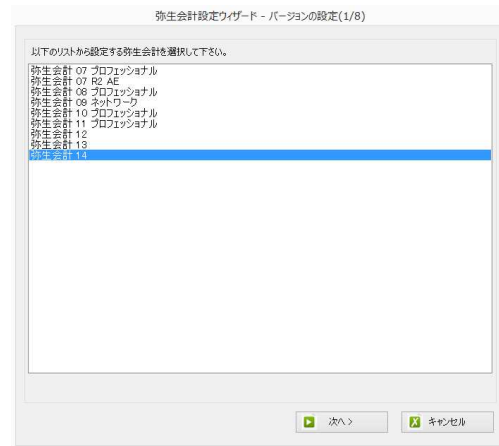 弥生会計設定ウィザード - バージョンの設定(1/8)
以下のリストから設定する弥生会計を選択して下さい。
弥生会計 07 プロフェッショナル
弥生会計 07 R2 AE
弥生会計 08 プロフェッショナル
弥生会計 09 ネットワーク
弥生会計 10 プロフェッショナル
弥生会計 11 プロフェッショナル
弥生会計 12
弥生会計 13
弥生会計 14
次へ >
キャンセル